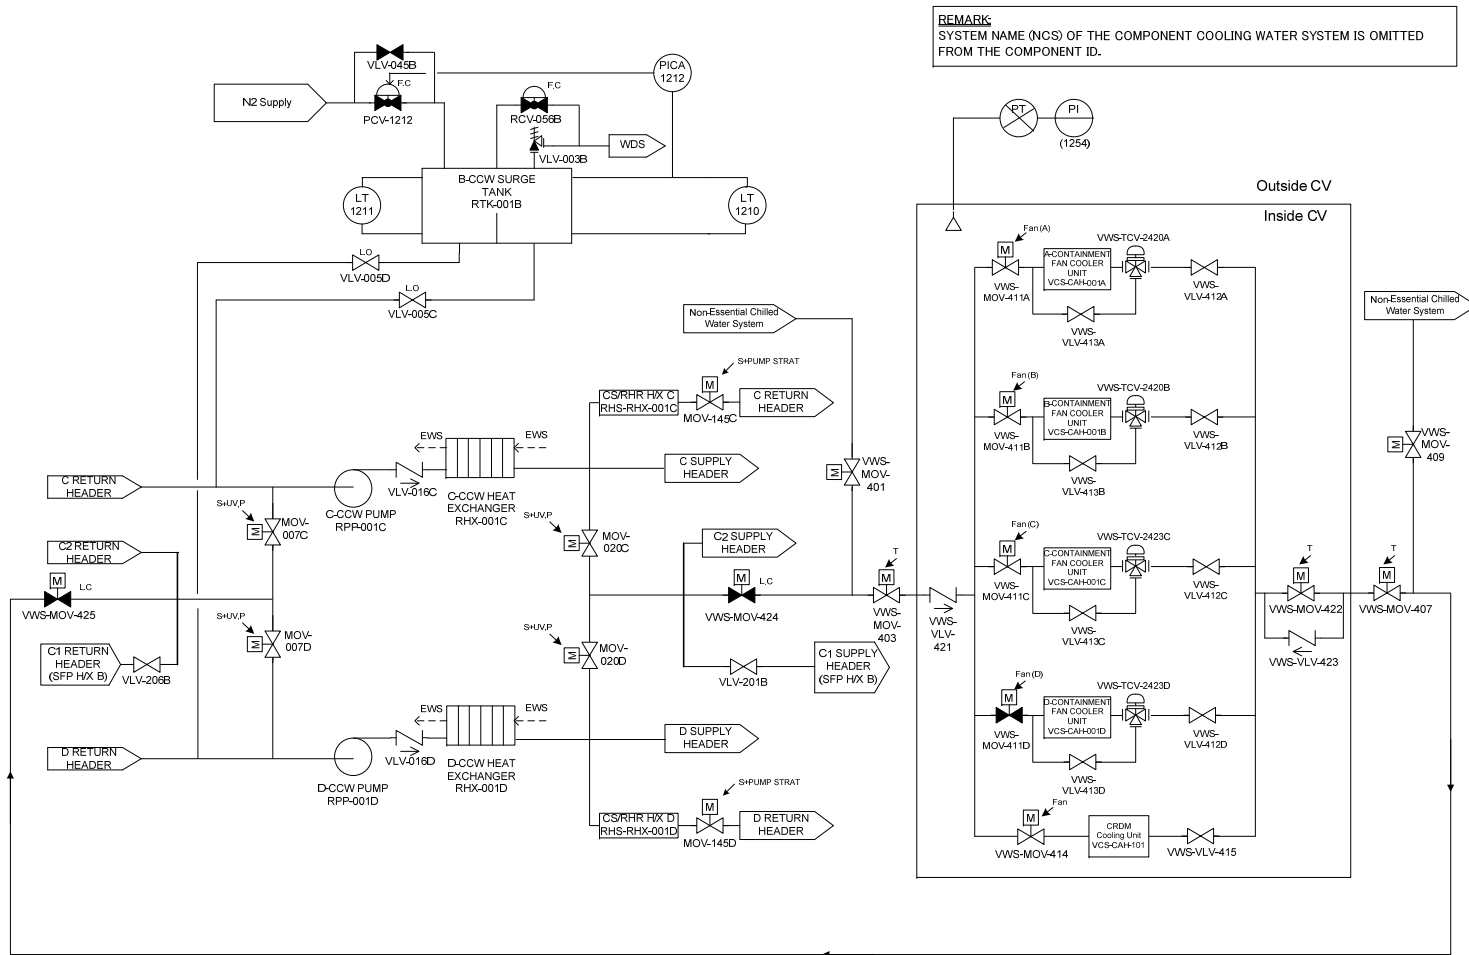 REMARK:
SYSTEM NAME (NCS) OF THE COMPONENT COOLING WATER SYSTEM IS OMITTED
FROM THE COMPONENT ID.
VLV-045B
F.C
PCV-1212
N2 Supply
PICA
1212
F.C
RCV-056B
VLV-003B
WDS
B-CCW SURGE
TANK
RTK-001B
LT
1211
LT
1210
L.O
VLV-005D
L.O
VLV-005C
PT
PI
(1254)
Outside CV
Inside CV
Non-Essential Chilled
Water System
Non-Essential Chilled
Water System
M
Fan(A)
VWS-
MOV-411A
A-CONTAINMENT
FAN COOLER
UNIT
VCS-CAH-001A
VWS-TCV-2420A
VWS-
VLV-412A
VWS-
VLV-413A
M
Fan(B)
VWS-
MOV-411B
B-CONTAINMENT
FAN COOLER
UNIT
VCS-CAH-001B
VWS-TCV-2420B
VWS-
VLV-412B
VWS-
VLV-413B
M
Fan(C)
VWS-
MOV-411C
C-CONTAINMENT
FAN COOLER
UNIT
VCS-CAH-001C
VWS-TCV-2423C
VWS-
VLV-412C
VWS-
VLV-413C
M
Fan(D)
VWS-
MOV-411D
D-CONTAINMENT
FAN COOLER
UNIT
VCS-CAH-001D
VWS-TCV-2423D
VWS-
VLV-412D
VWS-
VLV-413D
M
Fan
VWS-MOV-414
CRDM
Cooling Unit
VCS-CAH-101
VWS-VLV-415
CS/RHR H/X C
RHS-RHX-001C
M
S+PUMP STRAT
MOV-145C
C RETURN
HEADER
C RETURN
HEADER
C-CCW PUMP
RPP-001C
VLV-016C
EWS
EWS
C-CCW HEAT
EXCHANGER
RHX-001C
C SUPPLY
HEADER
M
VWS-
MOV-
401
M
VWS-
MOV-
409
S+UV,P
M
MOV-
007C
S+UV,P
M
MOV-
020C
C2 RETURN
HEADER
C2 SUPPLY
HEADER
M
L.C
VWS-MOV-425
M
L.C
VWS-MOV-424
T
M
VWS-
MOV-
403
VWS-
VLV-
421
T
M
VWS-MOV-422
T
M
VWS-MOV-407
VWS-VLV-423
S+UV,P
M
MOV-
007D
S+UV,P
M
MOV-
020D
C1 RETURN
HEADER
(SFP H/X B)
VLV-206B
VLV-201B
C1 SUPPLY
HEADER
(SFP H/X B)
D RETURN
HEADER
D-CCW PUMP
RPP-001D
VLV-016D
EWS
EWS
D-CCW HEAT
EXCHANGER
RHX-001D
D SUPPLY
HEADER
CS/RHR H/X D
RHS-RHX-001D
M
S+PUMP STRAT
MOV-145D
D RETURN
HEADER